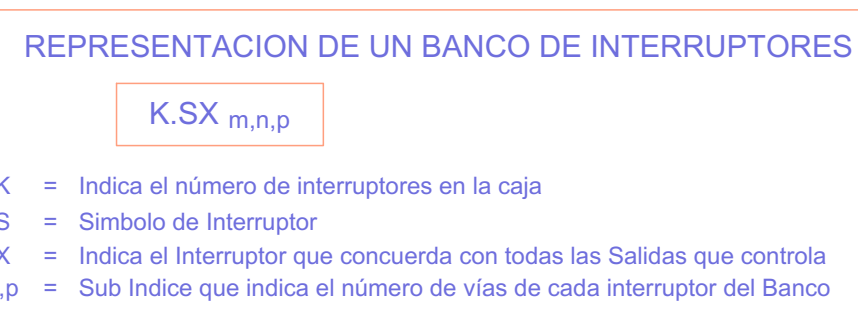 REPRESENTACION DE UN BANCO DE INTERRUPTORES
K.SX m,n,p
K = Indica el número de interruptores en la caja
S = Simbolo de Interruptor
X = Indica el Interruptor que concuerda con todas las Salidas que controla
,p = Sub Indice que indica el número de vías de cada interruptor del Banco